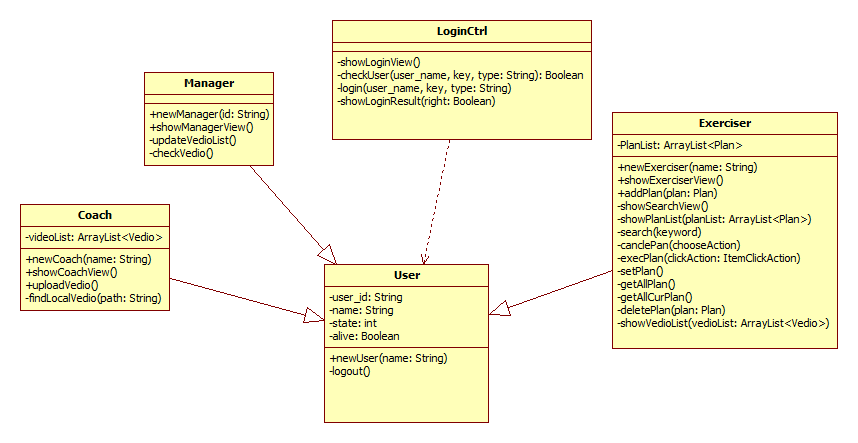 LoginCtrl
-showLoginView()
-checkUser(user_name, key, type: String): Boolean
-login(user_name, key, type: String)
-showLoginResult(right: Boolean)
Manager
+newManager(id: String)
+showManagerView()
-updateVedioList()
-checkVedio()
Exerciser
-PlanList: ArrayList<Plan>
+newExerciser(name: String)
+showExerciserView()
+addPlan(plan: Plan)
-showSearchView()
-showPlanList(planList: ArrayList<Plan>)
-search(keyword)
-canclePan(chooseAction)
-execPlan(clickAction: ItemClickAction)
-setPlan()
-getAllPlan()
-getAllCurPlan()
-deletePlan(plan: Plan)
-showVedioList(vedioList: ArrayList<Vedio>)
Coach
-videoList: ArrayList<Vedio>
+newCoach(name: String)
+showCoachView()
+uploadVedio()
-findLocalVedio(path: String)
User
-user_id: String
-name: String
-state: int
-alive: Boolean
+newUser(name: String)
-logout()